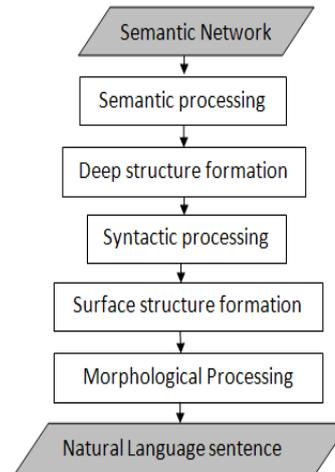 Semantic Network
Semantic processing
Deep structure formation
Syntactic processing
Surface structure formation
Morphological Processing
Natural Language sentence